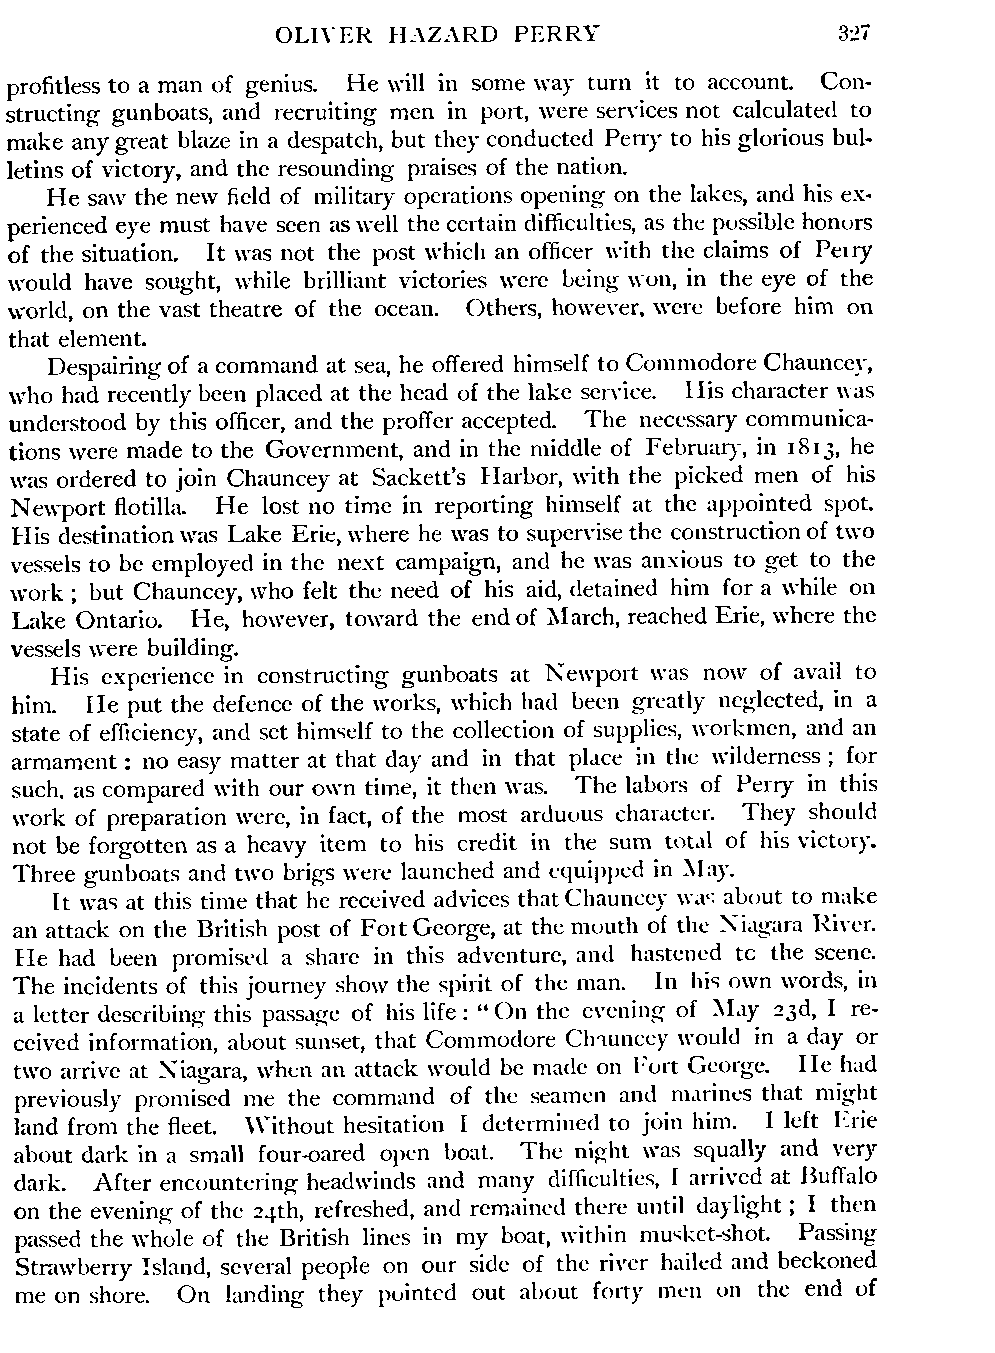 OLIVER HAZARD PERRY 327
profitless to a man of genius. He will in some way turn it to account. Con-
structing gunboats, and recruiting men in port, were services not calculated to
make any great blaze in a despatch, but they conducted Perry to his glorious bul-
letins of victory, and the resounding praises of the nation.
He saw the new field of military operations opening on the lakes, and his ex-
perienced eye must have seen as well the certain difficulties, as the possible honors
of the situation. It was not the post which an officer with the claims of Perry
would have sought, while brilliant victories were being won, in the eye of the
world, on the vast theatre of the ocean. Others, however, were before him on
that element.
Despairing of a command at sea, he offered himself to Commodore Chauncey,
who had recently been placed at the head of the lake service. His character was
understood by this officer, and the proffer accepted. The necessary communica-
tions were made to the Government, and in the middle of February, in 1813, he
was ordered to join Chauncey at Sackett's Harbor, with the picked men of his
Newport flotilla. He lost no time in reporting himself at the appointed spot.
His destination was Lake Erie, where he was to supervise the construction of two
vessels to be employed in the next campaign, and he was anxious to get to the
work ; but Chauncey, who felt the need of his aid, detained him for a while on
Lake Ontario. He, however, toward the end of March, reached Erie, where the
vessels were building.
His experience in constructing gunboats at Newport was now of avail to
him. He put the defence of the works, which had been greatly neglected, in a
state of efficiency, and set himself to the collection of supplies, workmen, and an
armament : no easy matter at that day and in that place in the wilderness ; for
such, as compared with our own time, it then was. The labors of Perry in this
work of preparation were, in fact, of the most arduous character. They should
not be forgotten as a heavy item to his credit in the sum total of his victory.
Three gunboats and two brigs were launched and equipped in May.
It was at this time that he received advices that Chauncey was about to make
an attack on the British post of Fort George, at the mouth of the Niagara River.
He had been promised a share in this adventure, and hastened to the scene.
The incidents of this journey show the spirit of the man. In his own words, in
a letter describing this passage of his life : “ On the evening of May 23d, I re-
ceived information, about sunset, that Commodore Chauncey would in a day or
two arrive at Niagara, when an attack would be made on Fort George. He had
previously promised me the command of the seamen and marines that might
land from the fleet. Without hesitation I determined to join him. I left Erie
about dark in a small four-oared open boat. The night was squally and very
dark. After encountering headwinds and many difficulties, I arrived at Buffalo
on the evening of the 24th, refreshed, and remained there until daylight ; I then
passed the whole of the British lines in my boat, within musket-shot. Passing
Strawberry Island, several people on our side of the river hailed and beckoned
me on shore. On landing they pointed out about forty men on the end of